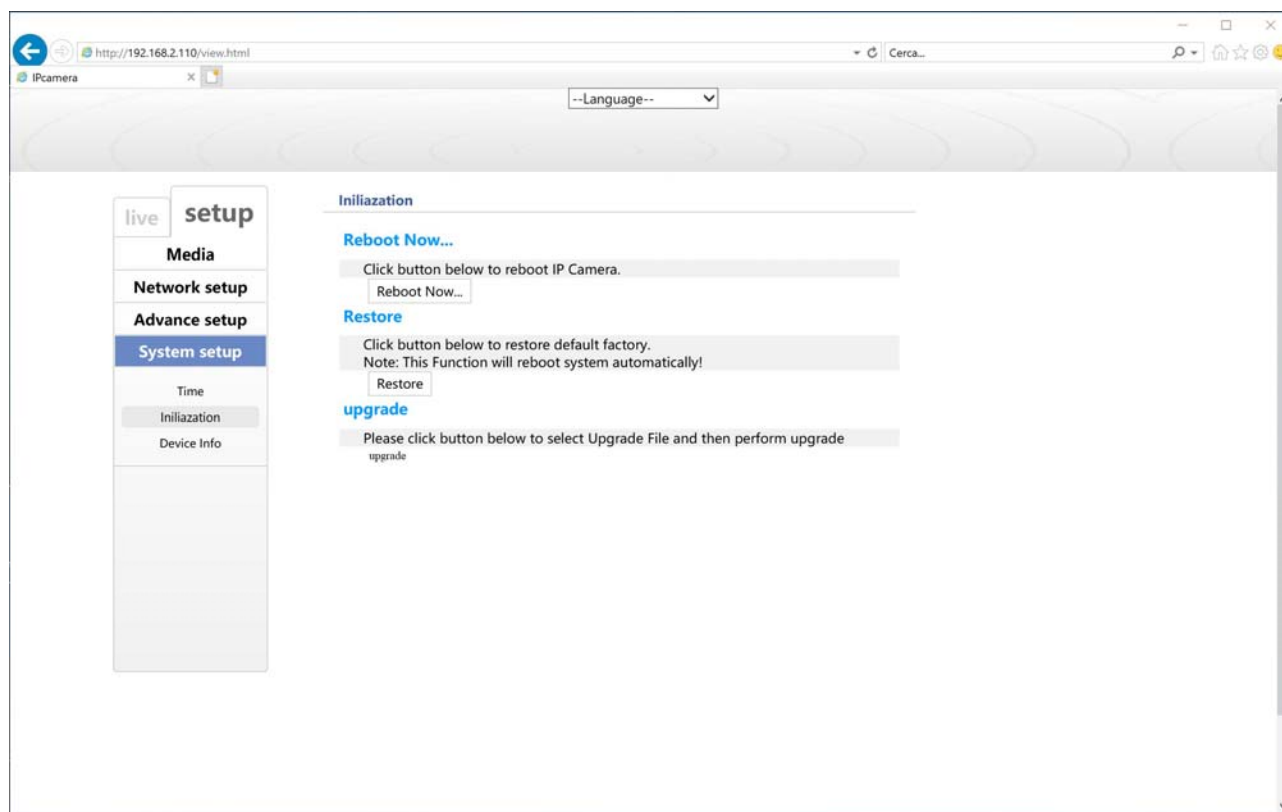 http://192.168.2.110/view.html
Cerca...
IPcamera
--Language--
live
setup
Media
Network setup
Advance setup
System setup
Time
Iniliazation
Device Info
Iniliazation
Reboot Now...
Click button below to reboot IP Camera.
Reboot Now...
Restore
Click button below to restore default factory.
Note: This Function will reboot system automatically!
Restore
upgrade
Please click button below to select Upgrade File and then perform upgrade
upgrade